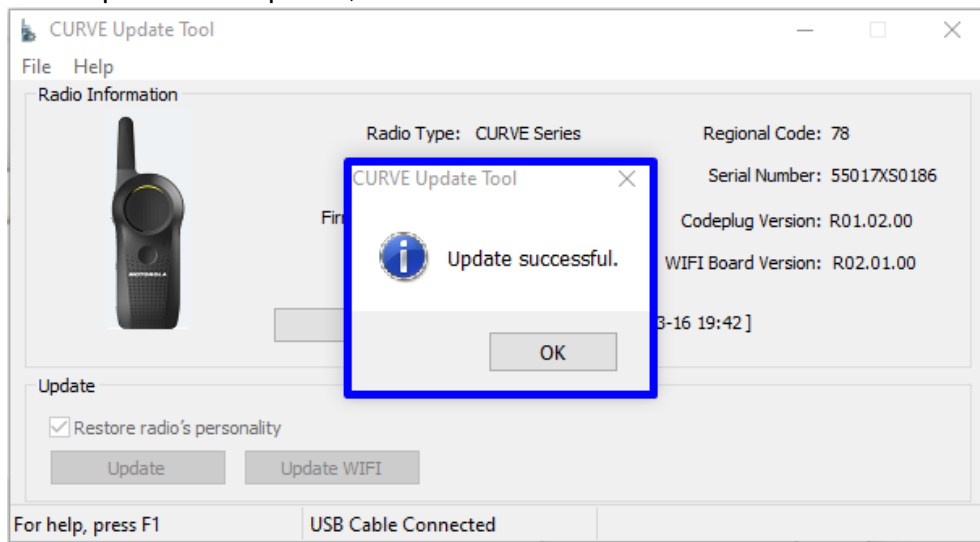 CURVE Update Tool
File Help
Radio Information
Radio Type: CURVE Series
Regional Code: 78
Serial Number: 55017XS0186
Codeplug Version: R01.02.00
WIFI Board Version: R02.01.00
3-16 19:42 ]
MOTOROLA
CURVE Update Tool
Update successful.
OK
Update
Restore radio's personality
Update Update WIFI
For help, press F1 USB Cable Connected